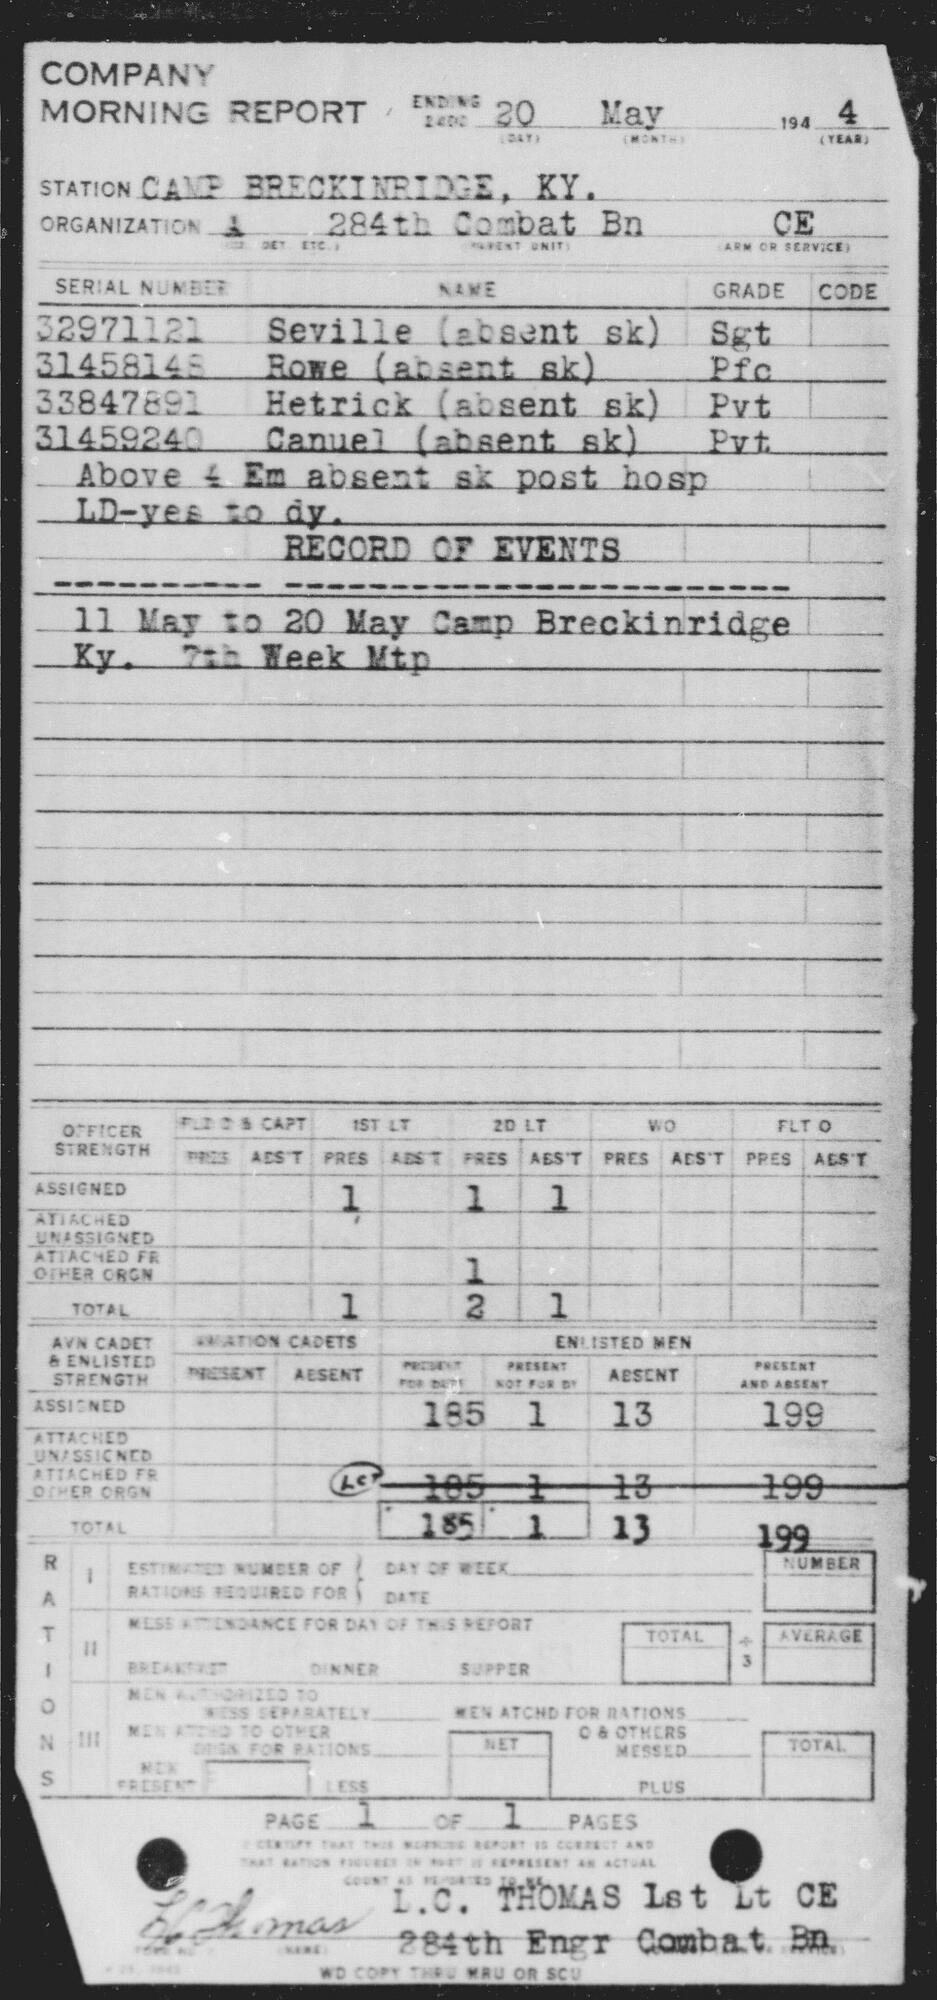 COMPANY
MORNING REPORT ENDING 2400 20 May 194 4
(DAY) (MONTH) (YEAR)
STATION CAMP BRECKINRIDGE, KY.
ORGANIZATION A 284th Combat Bn CE
DET. ETC.) (PARENT UNIT) (ARM OR SERVICE)
SERIAL NUMBER NAME GRADE CODE
32971121 Seville (absent sk) Sgt
31458148 Rowe (absent sk) Pfc
33847891 Hetrick (absent sk) Pvt
31459240 Canuel (absent sk) Pvt
Above 4 Em absent sk post hosp
LD-yes to dy.
RECORD OF EVENTS
---------- ---------------------------
11 May to 20 May Camp Breckinridge
Ky. 7th Week Mtp
OFFICER STRENGTH FLD O & CAPT 1ST LT 2D LT WO FLT O
PRES ABS'T PRES ABS'T PRES ABS'T PRES ABS'T PRES ABS'T
ASSIGNED 1 1 1
ATTACHED UNASSIGNED
ATTACHED FR OTHER ORGN 1
TOTAL 1 2 1
AVN CADET & ENLISTED STRENGTH AVIATION CADETS ENLISTED MEN
PRESENT ABSENT PRESENT FOR DUTY PRESENT NOT FOR DY ABSENT PRESENT AND ABSENT
ASSIGNED 185 1 13 199
ATTACHED UNASSIGNED
ATTACHED FR OTHER ORGN LCT 185 1 13 199
TOTAL 185 1 13 199
RATIONS
I ESTIMATED NUMBER OF RATIONS REQUIRED FOR DAY OF WEEK DATE NUMBER
II MESS ATTENDANCE FOR DAY OF THIS REPORT TOTAL ÷ 3 AVERAGE
BREAKFAST DINNER SUPPER
III MEN AUTHORIZED TO MESS SEPARATELY MEN ATCHD FOR RATIONS
MEN ATCHD TO OTHER ORGN FOR RATIONS NET O & OTHERS MESSED TOTAL
MEN PRESENT LESS PLUS
PAGE 1 OF 1 PAGES
I CERTIFY THAT THIS MORNING REPORT IS CORRECT AND
THAT RATION FIGURES IN PART II REPRESENT AN ACTUAL
COUNT AS REPORTED TO ME
L.C. THOMAS 1st Lt CE
LC Thomas
284th Engr Combat Bn
(NAME)
WD COPY THRU MRU OR SCU